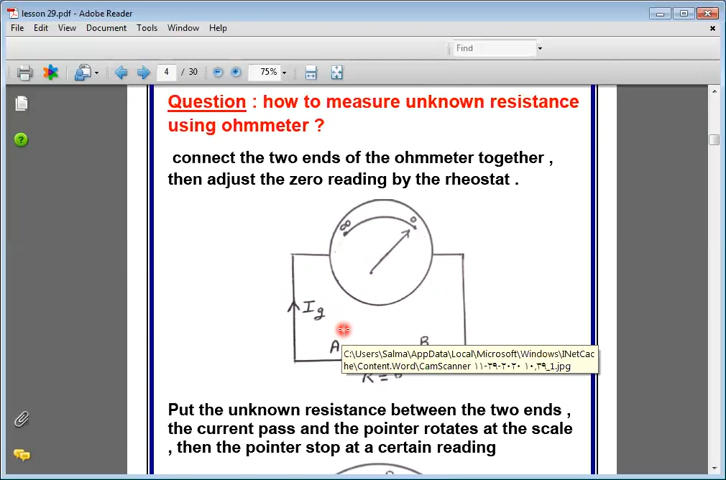 lesson 29.pdf - Adobe Reader
File Edit View Document Tools Window Help
Find
4 / 30 75%
Question : how to measure unknown resistance
using ohmmeter ?
connect the two ends of the ohmmeter together ,
then adjust the zero reading by the rheostat .
∞ 0
Ig
A B
C:\Users\Salma\AppData\Local\Microsoft\Windows\INetCac
he\Content.Word\CamScanner ١١-٢٩-٢٠٢٠ ١٠,٣٩_1.jpg
Put the unknown resistance between the two ends ,
the current pass and the pointer rotates at the scale
, then the pointer stop at a certain reading